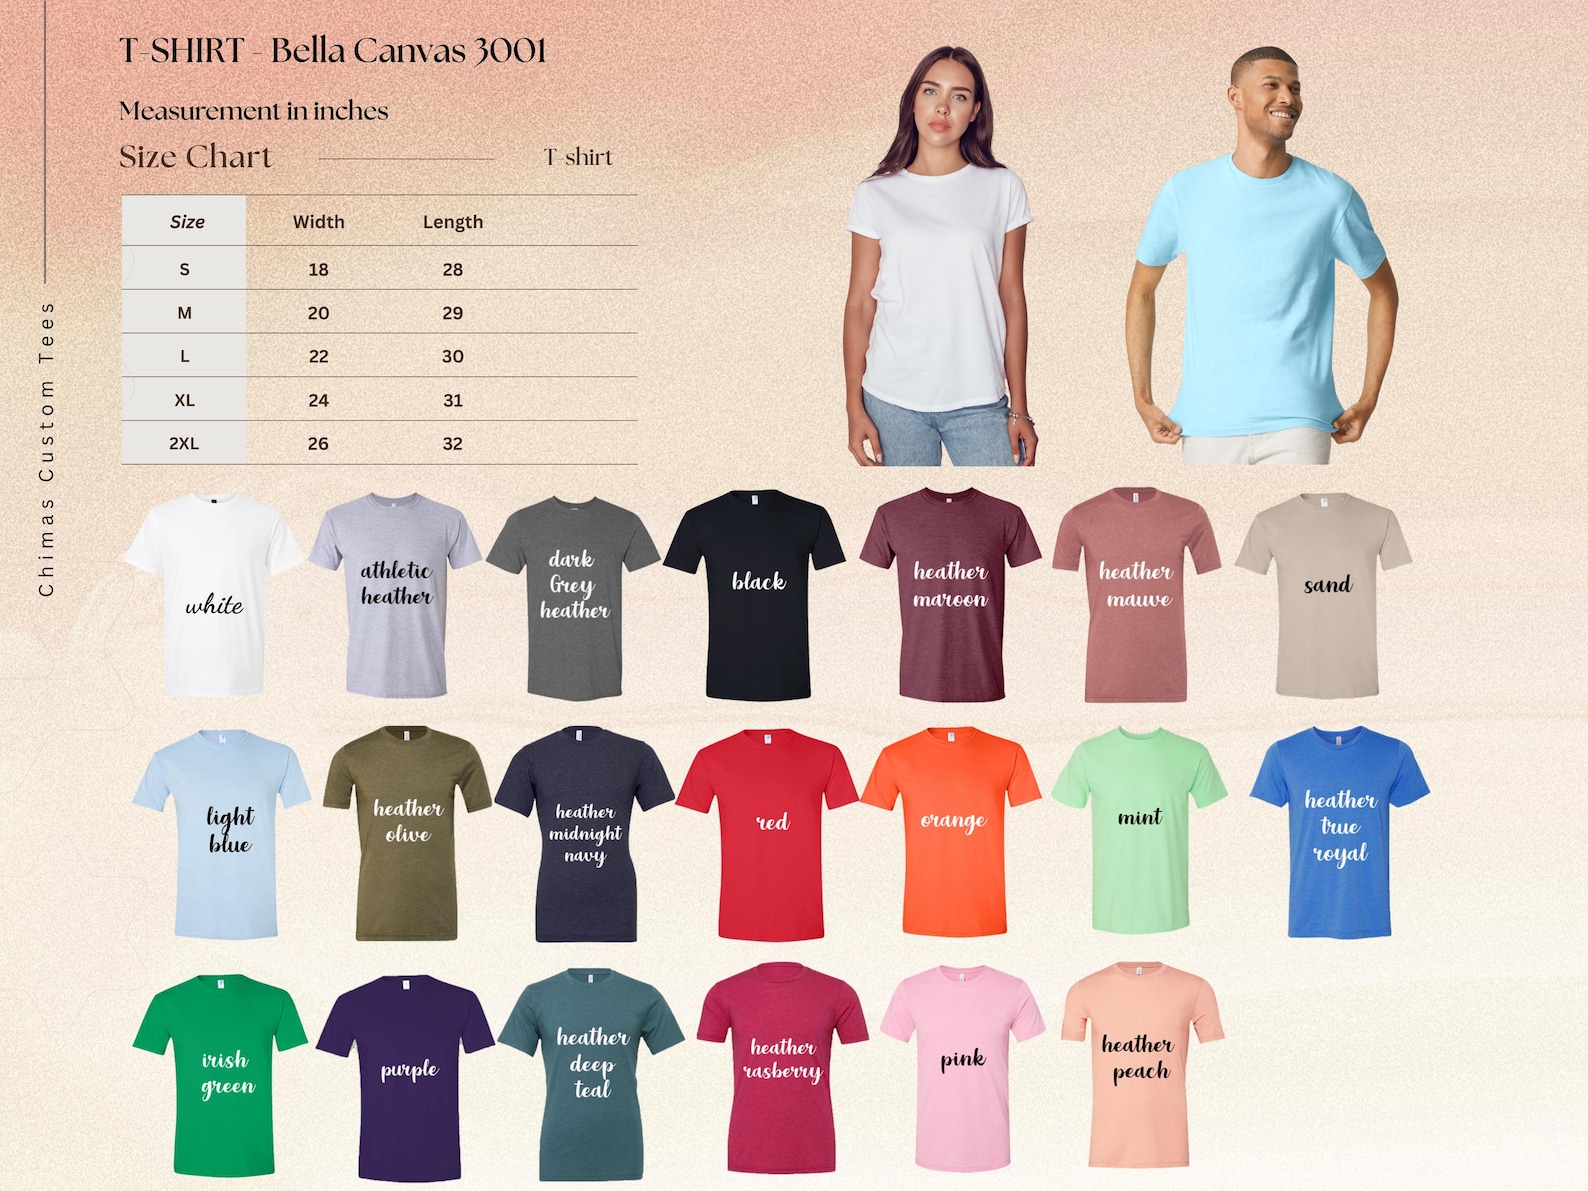 T-SHIRT - Bella Canvas 3001
Measurement in inches
Size Chart
T-shirt
Size Width Length
S 18 28
M 20 29
L 22 30
XL 24 31
2XL 26 32
Chimas Custom Tees
white
athletic
heather
dark
Grey
heather
black
heather
maroon
heather
mauve
sand
light
blue
heather
olive
heather
midnight
navy
red
orange
mint
heather
true
royal
irish
green
purple
heather
deep
teal
heather
rasberry
pink
heather
peach